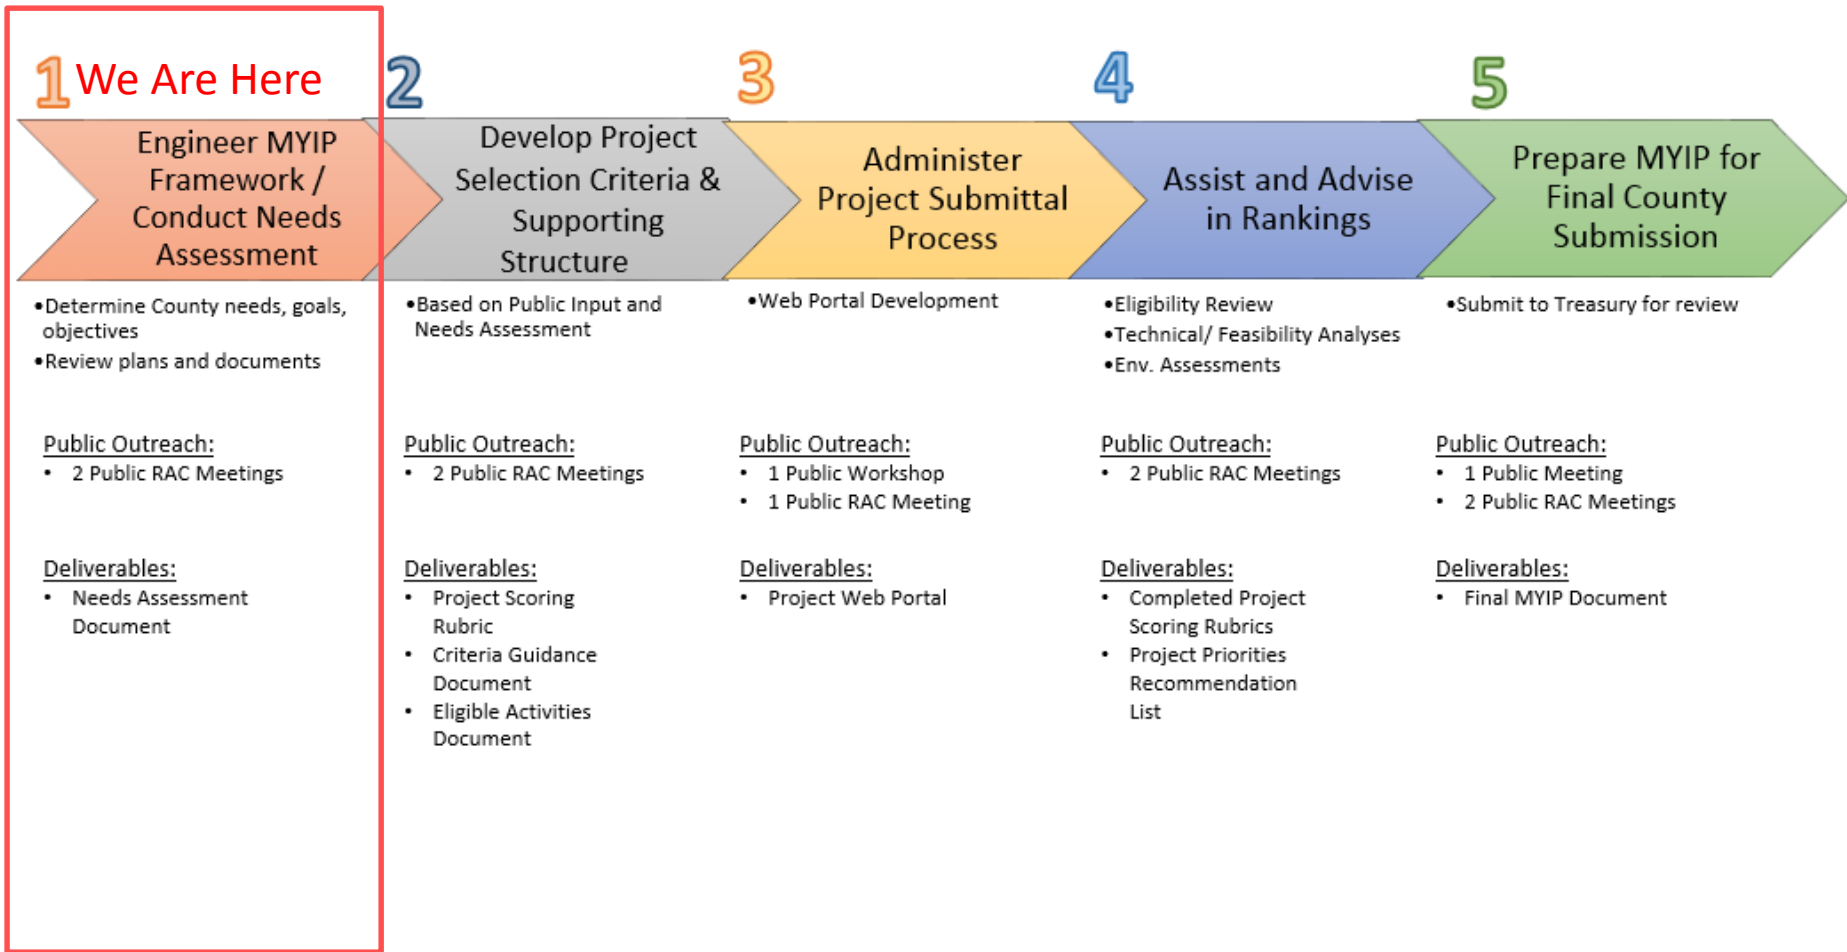 1 We Are Here
Engineer MYIP
Framework /
Conduct Needs
Assessment
•Determine County needs, goals,
objectives
•Review plans and documents
Public Outreach:
• 2 Public RAC Meetings
Deliverables:
• Needs Assessment
Document
2
Develop Project
Selection Criteria &
Supporting
Structure
•Based on Public Input and
Needs Assessment
Public Outreach:
• 2 Public RAC Meetings
Deliverables:
• Project Scoring
Rubric
• Criteria Guidance
Document
• Eligible Activities
Document
3
Administer
Project Submittal
Process
•Web Portal Development
Public Outreach:
• 1 Public Workshop
• 1 Public RAC Meeting
Deliverables:
• Project Web Portal
4
Assist and Advise
in Rankings
•Eligibility Review
•Technical/ Feasibility Analyses
•Env. Assessments
Public Outreach:
• 2 Public RAC Meetings
Deliverables:
• Completed Project
Scoring Rubrics
• Project Priorities
Recommendation
List
5
Prepare MYIP for
Final County
Submission
•Submit to Treasury for review
Public Outreach:
• 1 Public Meeting
• 2 Public RAC Meetings
Deliverables:
• Final MYIP Document